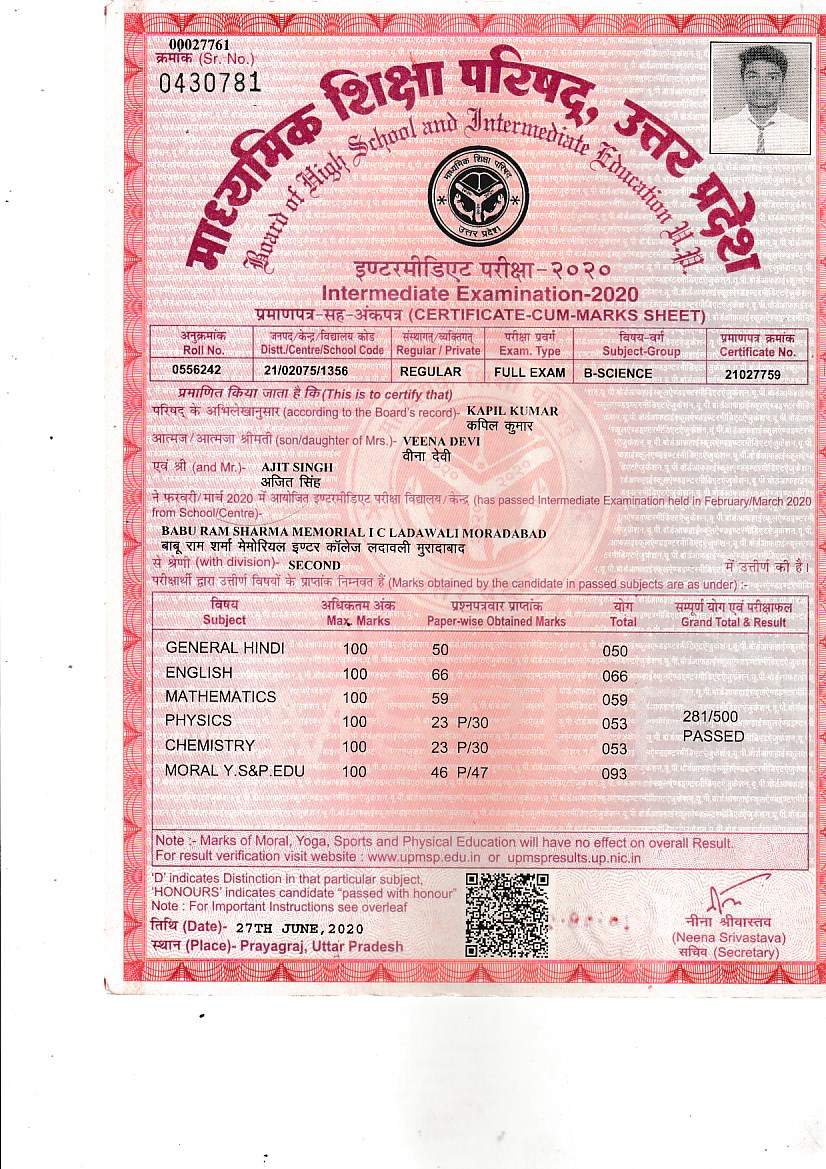 00027761
क्रमांक (Sr. No.)
0430781
माध्यमिक शिक्षा परिषद्, उत्तर प्रदेश
Board of High School and Intermediate Education U.P.
माध्यमिक शिक्षा परिषद
उत्तर प्रदेश
इण्टरमीडिएट परीक्षा-२०२०
Intermediate Examination-2020
प्रमाणपत्र-सह-अंकपत्र (CERTIFICATE-CUM-MARKS SHEET)
अनुक्रमांक जनपद/केन्द्र/विद्यालय कोड संस्थागत/व्यक्तिगत परीक्षा प्रवर्ग विषय-वर्ग प्रमाणपत्र क्रमांक
Roll No. Distt./Centre/School Code Regular / Private Exam. Type Subject-Group Certificate No.
0556242 21/02075/1356 REGULAR FULL EXAM B-SCIENCE 21027759
प्रमाणित किया जाता है कि (This is to certify that)
परिषद् के अभिलेखानुसार (according to the Board's record)- KAPIL KUMAR
कपिल कुमार
आत्मज/आत्मजा श्रीमती (son/daughter of Mrs.)- VEENA DEVI
वीना देवी
एवं श्री (and Mr.)- AJIT SINGH
अजित सिंह
ने फरवरी/मार्च 2020 में आयोजित इण्टरमीडिएट परीक्षा विद्यालय/केन्द्र (has passed Intermediate Examination held in February/March 2020
from School/Centre)-
BABU RAM SHARMA MEMORIAL I C LADAWALI MORADABAD
बाबू राम शर्मा मेमोरियल इण्टर कॉलेज लदावली मुरादाबाद
से श्रेणी (with division)- SECOND में उत्तीर्ण की है।
परीक्षार्थी द्वारा उत्तीर्ण विषयों के प्राप्तांक निम्नवत हैं (Marks obtained by the candidate in passed subjects are as under) :-
विषय अधिकतम अंक प्रश्नपत्रवार प्राप्तांक योग सम्पूर्ण योग एवं परीक्षाफल
Subject Max. Marks Paper-wise Obtained Marks Total Grand Total & Result
GENERAL HINDI 100 50 050
ENGLISH 100 66 066
MATHEMATICS 100 59 059
PHYSICS 100 23 P/30 053 281/500
PASSED
CHEMISTRY 100 23 P/30 053
MORAL Y.S&P.EDU 100 46 P/47 093
Note :- Marks of Moral, Yoga, Sports and Physical Education will have no effect on overall Result.
For result verification visit website : www.upmsp.edu.in or upmspresults.up.nic.in
'D' indicates Distinction in that particular subject,
'HONOURS' indicates candidate "passed with honour"
Note : For Important Instructions see overleaf
तिथि (Date)- 27TH JUNE,2020
स्थान (Place)- Prayagraj, Uttar Pradesh
नीना श्रीवास्तव
(Neena Srivastava)
सचिव (Secretary)